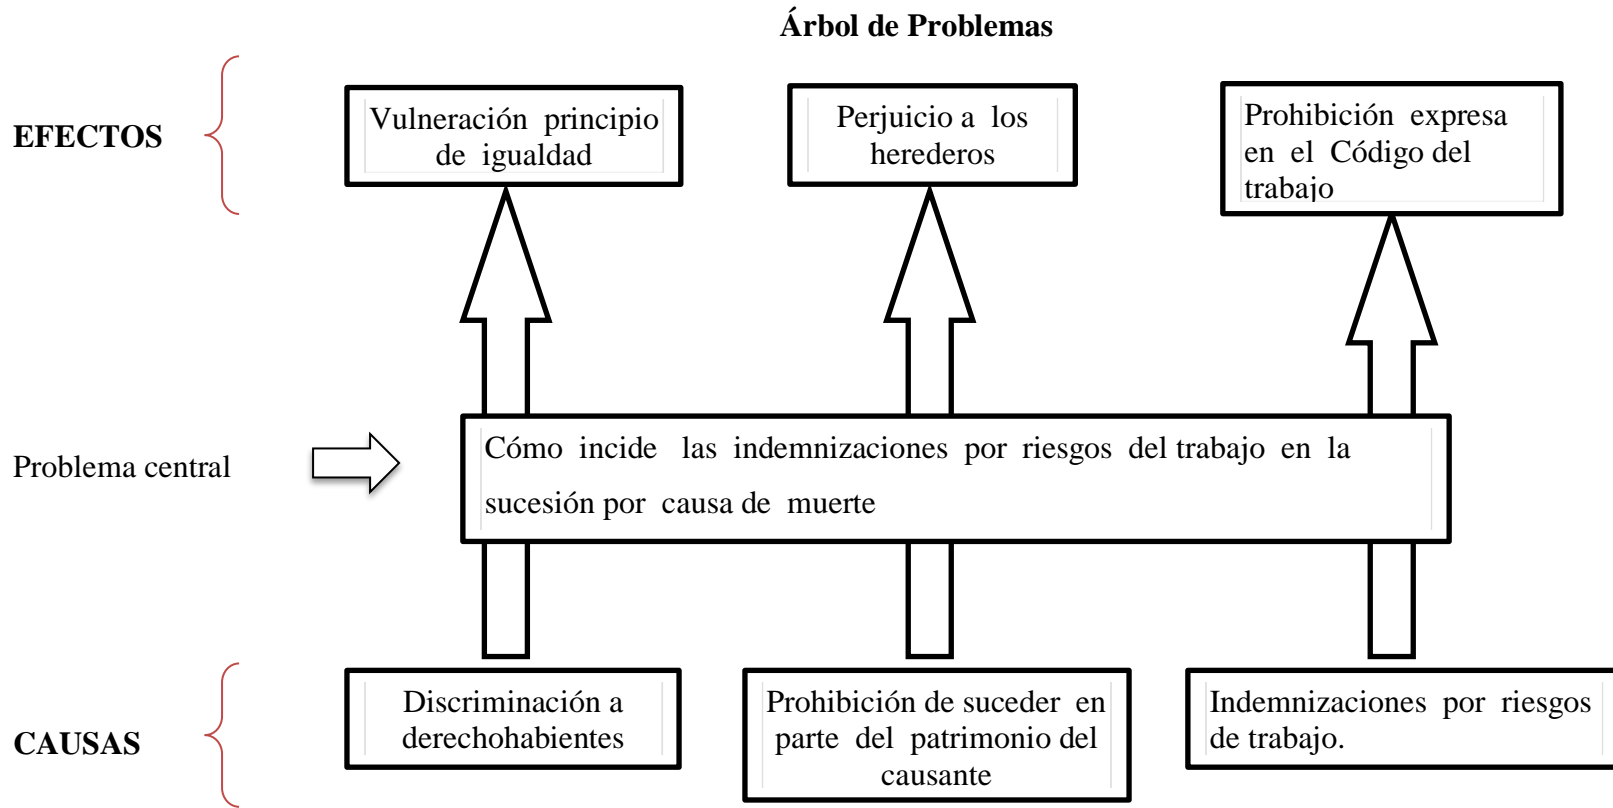 Árbol de Problemas
EFECTOS
Vulneración principio
de igualdad
Perjuicio a los
herederos
Prohibición expresa
en el Código del
trabajo
Problema central
Cómo incide las indemnizaciones por riesgos del trabajo en la
sucesión por causa de muerte
CAUSAS
Discriminación a
derechohabientes
Prohibición de suceder en
parte del patrimonio del
causante
Indemnizaciones por riesgos
de trabajo.